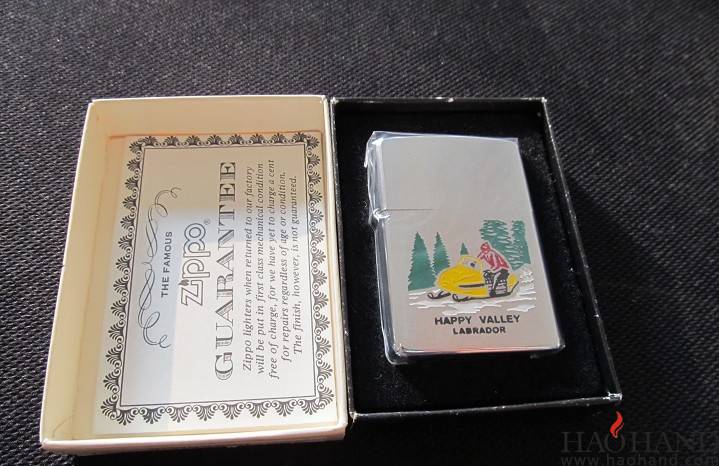 THE FAMOUS
Zippo®
GUARANTEE
Zippo lighters when returned to our factory
will be put in first class mechanical condition
free of charge, for we have yet to charge a cent
for repairs regardless of age or condition.
The finish, however, is not guaranteed.
HAPPY VALLEY
LABRADOR
HAOHAND
www.haohand.com